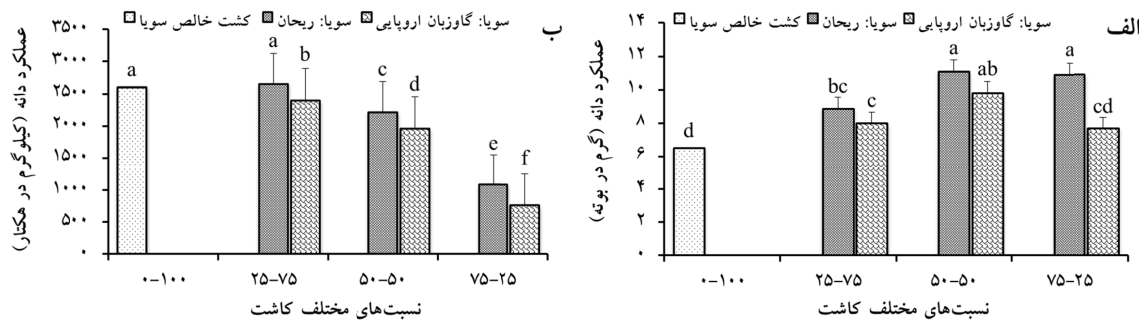 الف
سویا: گاوزبان اروپایی سویا: ریحان کشت خالص سویا
عملکرد دانه (گرم در بوته)
۱۴
۱۲
۱۰
۸
۶
۴
۲
۰
d
bc
c
a
ab
a
cd
۰-۱۰۰
۲۵-۷۵
۵۰-۵۰
۷۵-۲۵
نسبت‌های مختلف کاشت
ب
سویا: گاوزبان اروپایی سویا: ریحان کشت خالص سویا
عملکرد دانه (کیلوگرم در هکتار)
۳۵۰۰
۳۰۰۰
۲۵۰۰
۲۰۰۰
۱۵۰۰
۱۰۰۰
۵۰۰
۰
a
a
b
c
d
e
f
۰-۱۰۰
۲۵-۷۵
۵۰-۵۰
۷۵-۲۵
نسبت‌های مختلف کاشت